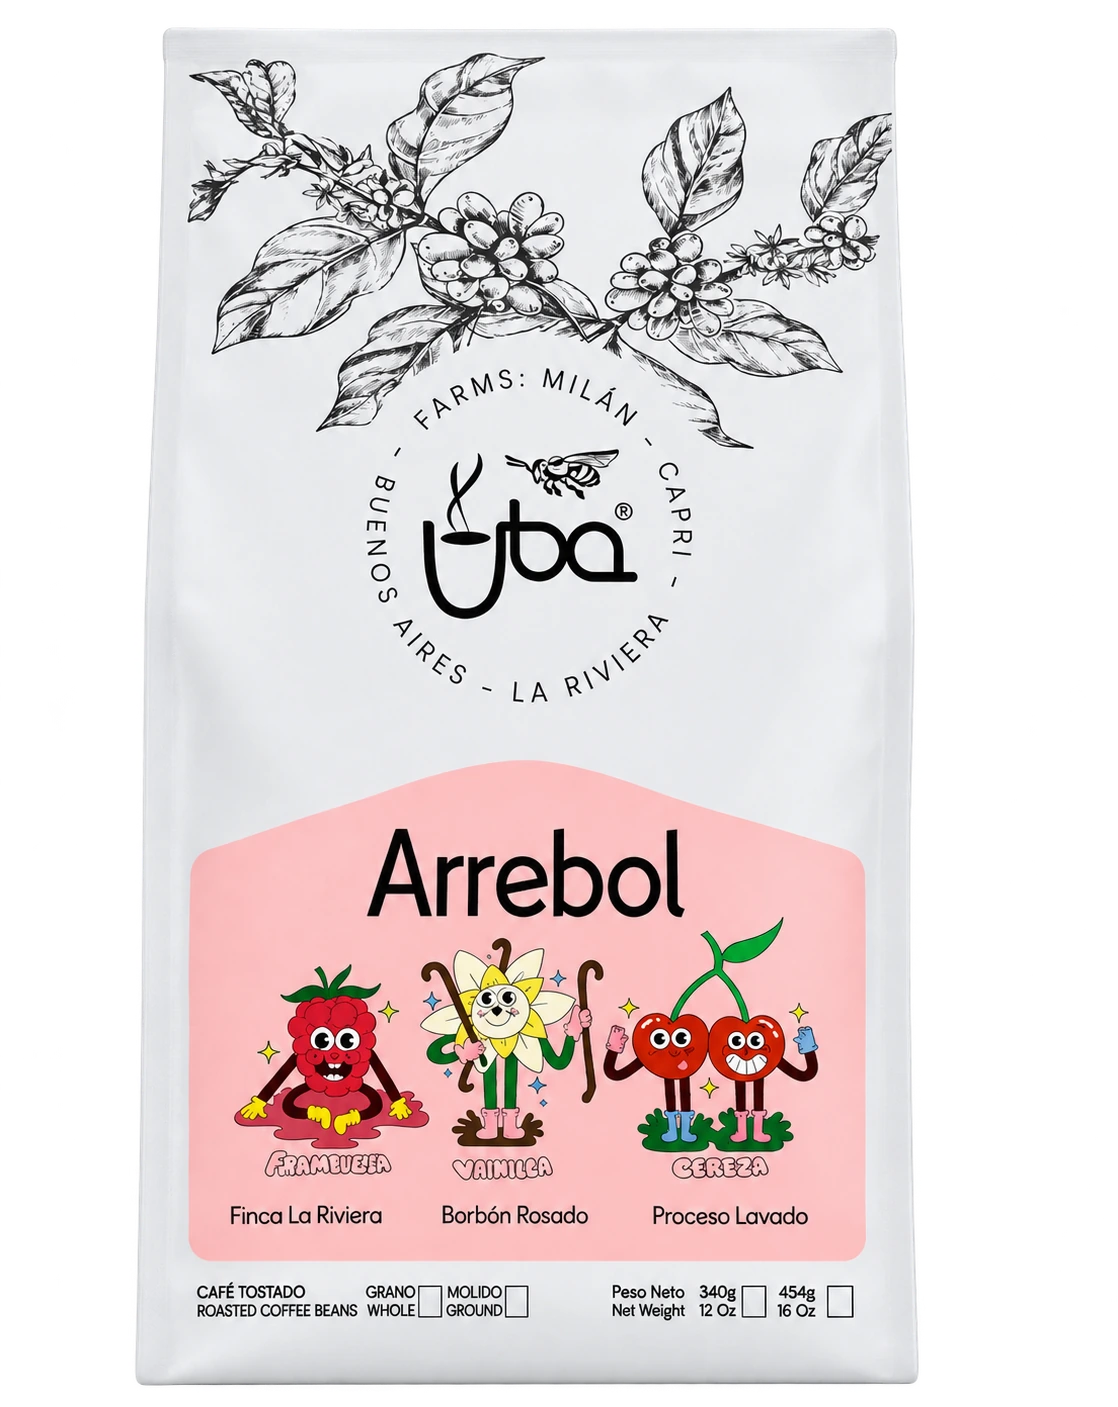 FARMS: MILÁN - CAPRI - LA RIVIERA - BUENOS AIRES -
Uba®
Arrebol
FRAMBUESA VAINILLA CEREZA
Finca La Riviera Borbón Rosado Proceso Lavado
CAFÉ TOSTADO GRANO MOLIDO Peso Neto 340g 454g
ROASTED COFFEE BEANS WHOLE GROUND Net Weight 12 Oz 16 Oz